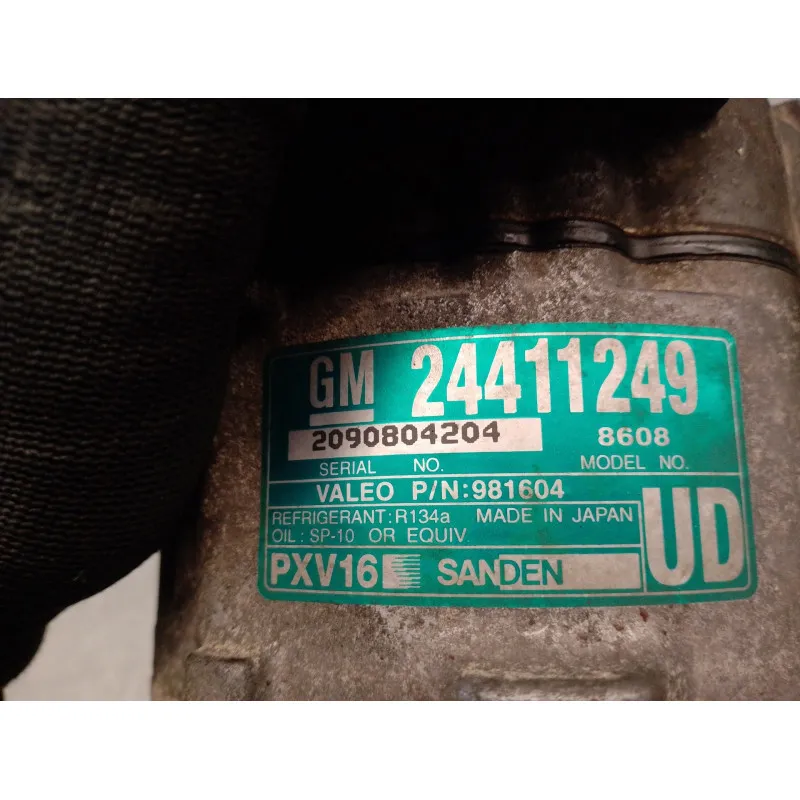 GM 24411249
2090804204 8608
SERIAL NO. MODEL NO.
VALEO P/N:981604
REFRIGERANT:R134a MADE IN JAPAN
OIL: SP-10 OR EQUIV.
PXV16 SANDEN UD